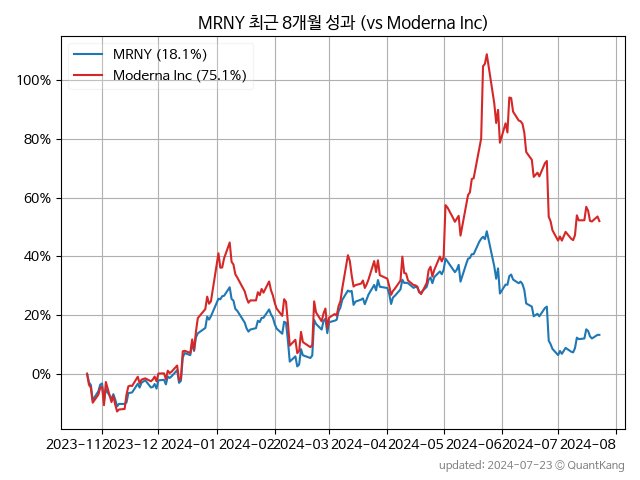 MRNY 최근 8개월 성과 (vs Moderna Inc)
MRNY (18.1%)
Moderna Inc (75.1%)
100%
80%
60%
40%
20%
0%
2023-11 2023-12 2024-01 2024-02 2024-03 2024-04 2024-05 2024-06 2024-07 2024-08
updated: 2024-07-23 @ QuantKang